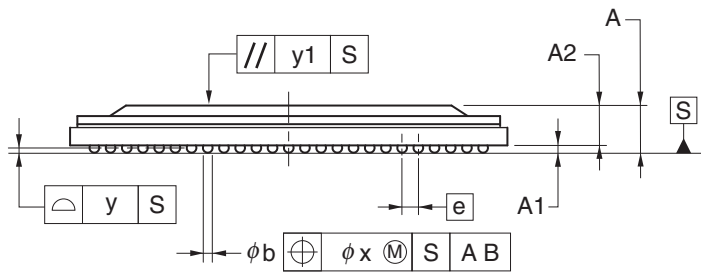 A
// y1 S
A2
S
⌓ y S
e
A1
φb ⌖ φx Ⓜ S A B